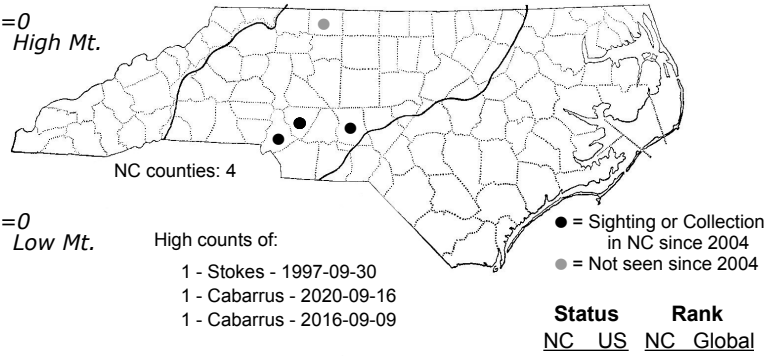 =0
High Mt.
NC counties: 4
=0
Low Mt.
High counts of:
1 - Stokes - 1997-09-30
1 - Cabarrus - 2020-09-16
1 - Cabarrus - 2016-09-09
● = Sighting or Collection
in NC since 2004
● = Not seen since 2004
Status Rank
NC US NC Global